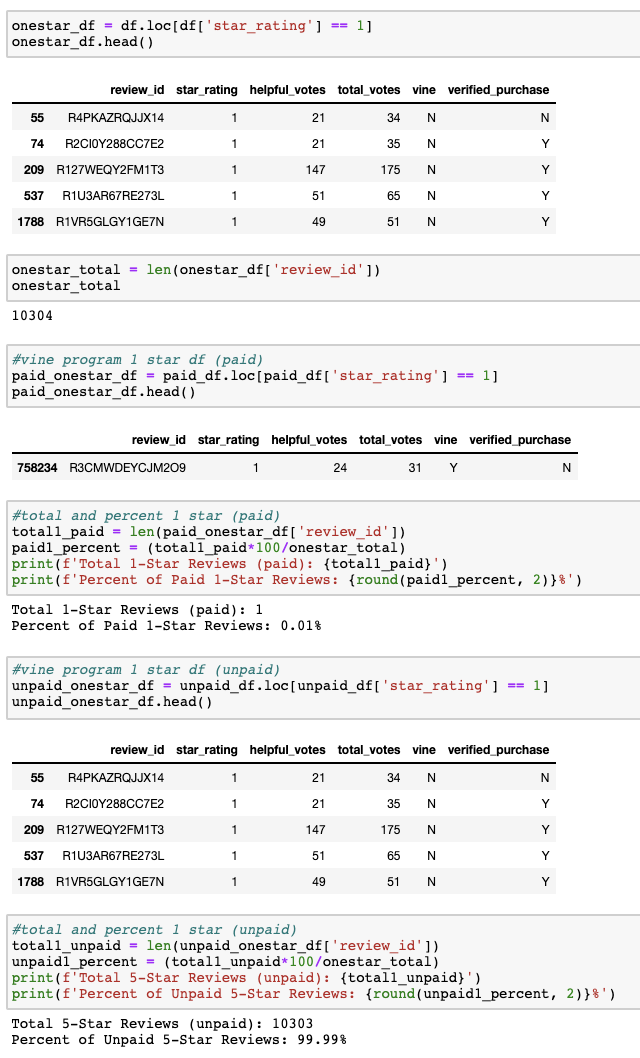 onestar_df = df.loc[df['star_rating'] == 1]
onestar_df.head()
review_id star_rating helpful_votes total_votes vine verified_purchase
55 R4PKAZRQJJX14 1 21 34 N N
74 R2CI0Y288CC7E2 1 21 35 N Y
209 R127WEQY2FM1T3 1 147 175 N Y
537 R1U3AR67RE273L 1 51 65 N Y
1788 R1VR5GLGY1GE7N 1 49 51 N Y
onestar_total = len(onestar_df['review_id'])
onestar_total
10304
#vine program 1 star df (paid)
paid_onestar_df = paid_df.loc[paid_df['star_rating'] == 1]
paid_onestar_df.head()
review_id star_rating helpful_votes total_votes vine verified_purchase
758234 R3CMWDEYCJM2O9 1 24 31 Y N
#total and percent 1 star (paid)
total1_paid = len(paid_onestar_df['review_id'])
paid1_percent = (total1_paid*100/onestar_total)
print(f'Total 1-Star Reviews (paid): {total1_paid}')
print(f'Percent of Paid 1-Star Reviews: {round(paid1_percent, 2)}%')
Total 1-Star Reviews (paid): 1
Percent of Paid 1-Star Reviews: 0.01%
#vine program 1 star df (unpaid)
unpaid_onestar_df = unpaid_df.loc[unpaid_df['star_rating'] == 1]
unpaid_onestar_df.head()
review_id star_rating helpful_votes total_votes vine verified_purchase
55 R4PKAZRQJJX14 1 21 34 N N
74 R2CI0Y288CC7E2 1 21 35 N Y
209 R127WEQY2FM1T3 1 147 175 N Y
537 R1U3AR67RE273L 1 51 65 N Y
1788 R1VR5GLGY1GE7N 1 49 51 N Y
#total and percent 1 star (unpaid)
total1_unpaid = len(unpaid_onestar_df['review_id'])
unpaid1_percent = (total1_unpaid*100/onestar_total)
print(f'Total 5-Star Reviews (unpaid): {total1_unpaid}')
print(f'Percent of Unpaid 5-Star Reviews: {round(unpaid1_percent, 2)}%')
Total 5-Star Reviews (unpaid): 10303
Percent of Unpaid 5-Star Reviews: 99.99%